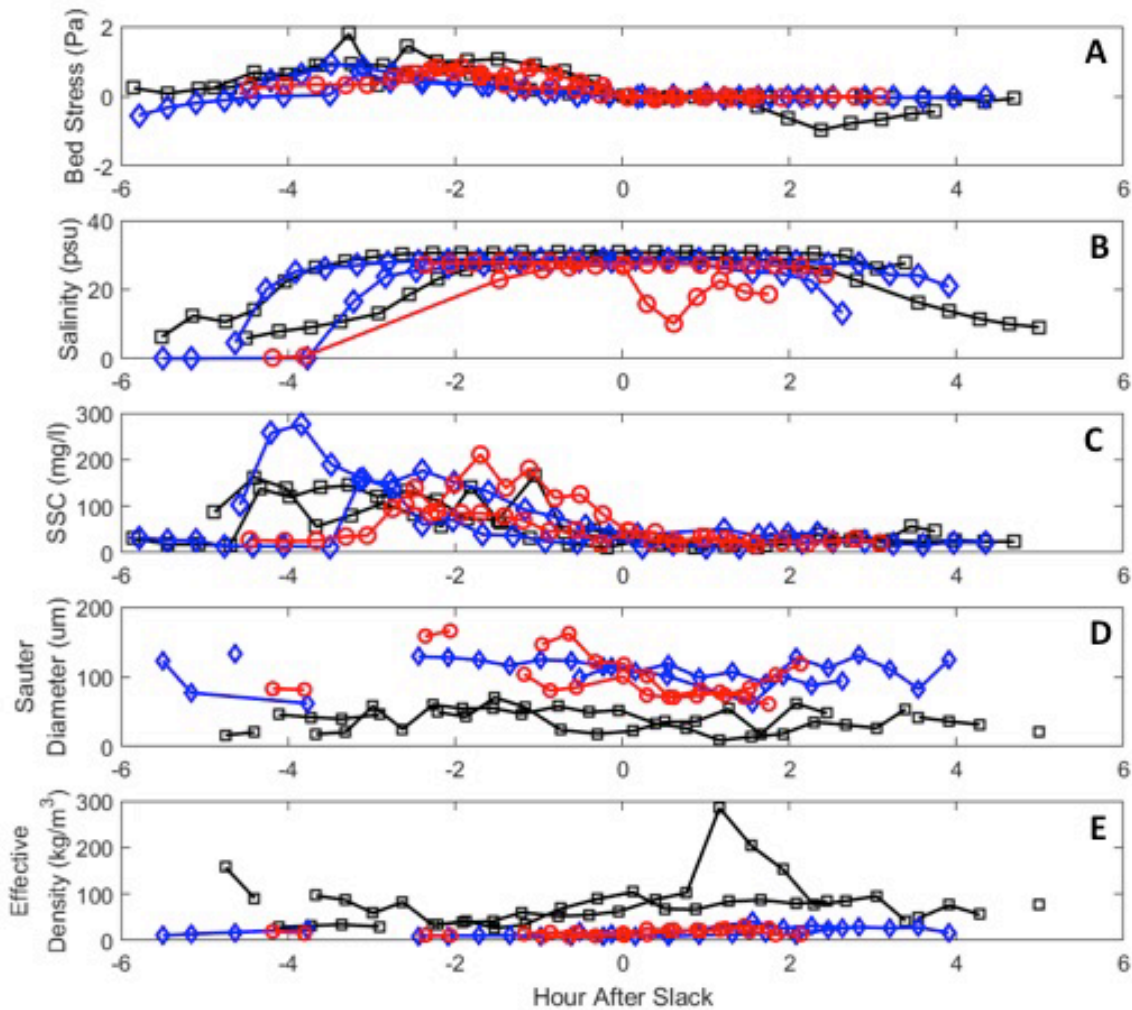 A
Bed Stress (Pa)
2
0
-2
-6 -4 -2 0 2 4 6
B
Salinity (psu)
40
20
0
-6 -4 -2 0 2 4 6
C
SSC (mg/l)
300
200
100
0
-6 -4 -2 0 2 4 6
D
Sauter
Diameter (um)
200
100
0
-6 -4 -2 0 2 4 6
E
Effective
Density (kg/m³)
300
200
100
0
-6 -4 -2 0 2 4 6
Hour After Slack